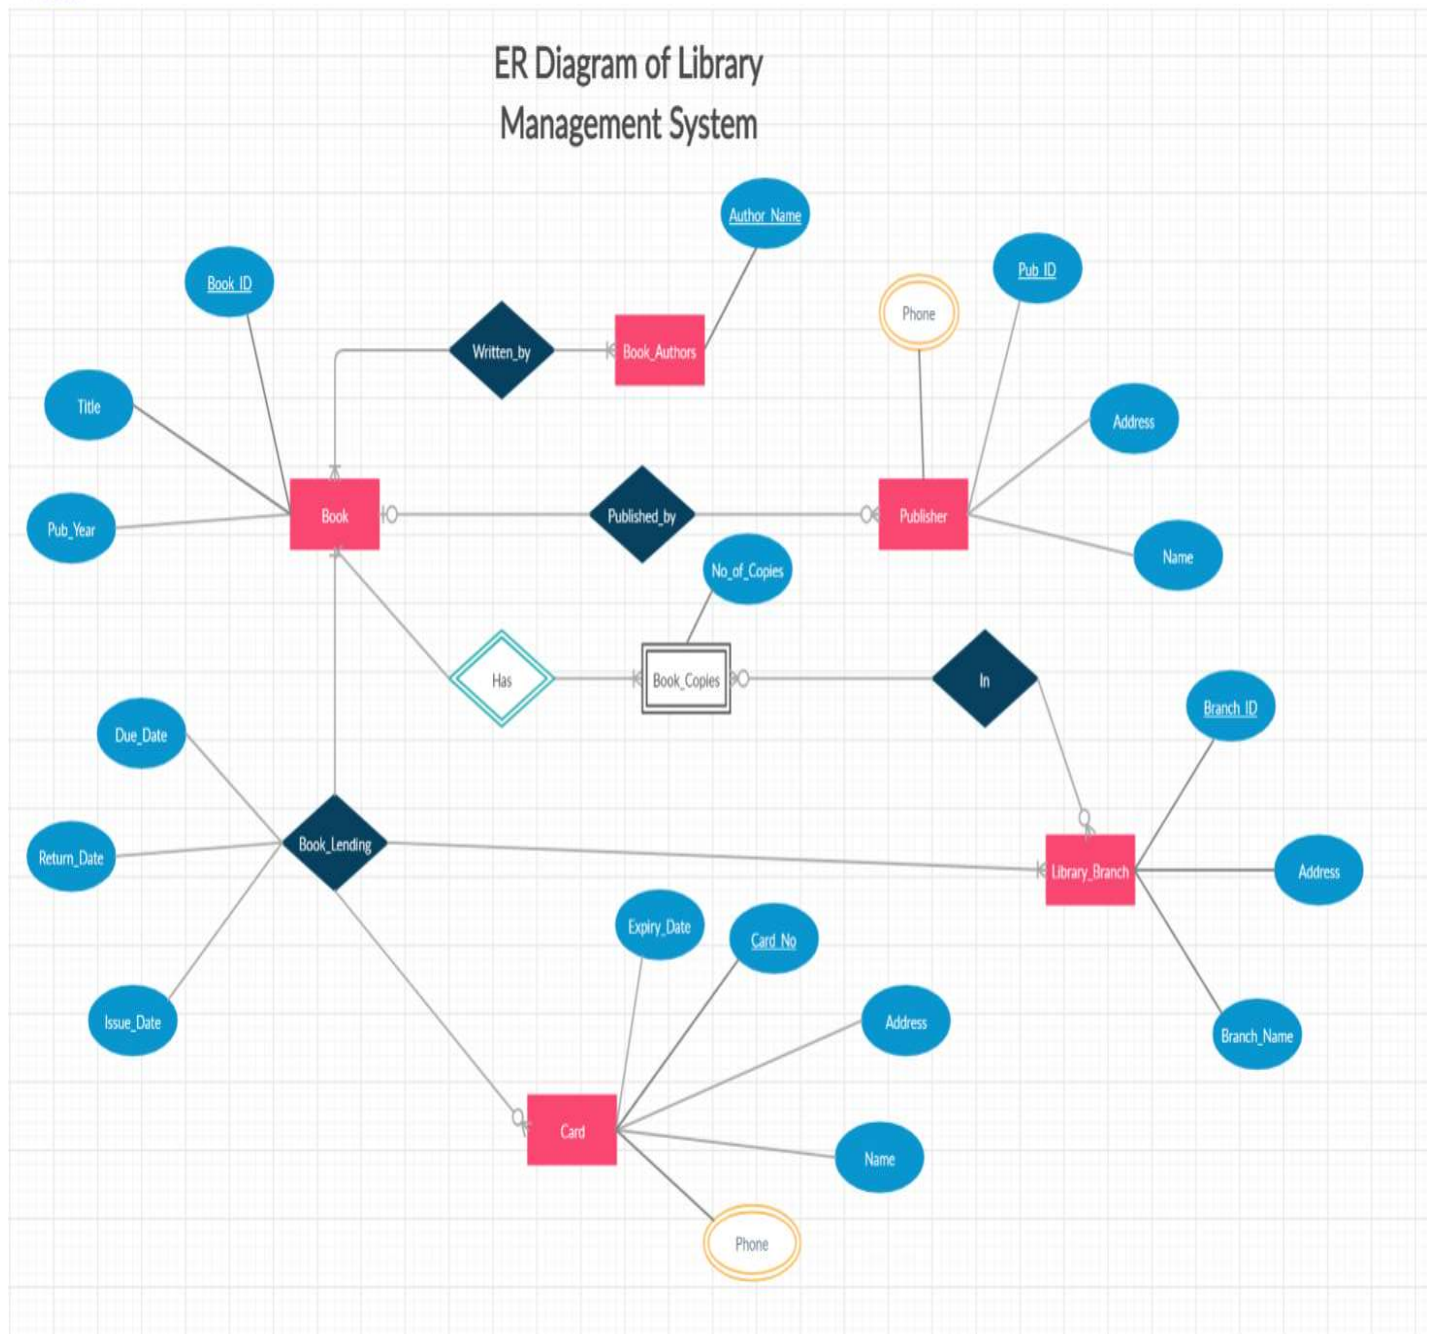 ER Diagram of Library
Management System
Author_Name
Book_ID
Pub_ID
Phone
Written_by
Book_Authors
Title
Address
Pub_Year
Book
Published_by
Publisher
Name
No_of_Copies
Has
Book_Copies
In
Branch_ID
Due_Date
Book_Lending
Return_Date
Library_Branch
Address
Expiry_Date
Card_No
Issue_Date
Address
Branch_Name
Card
Name
Phone